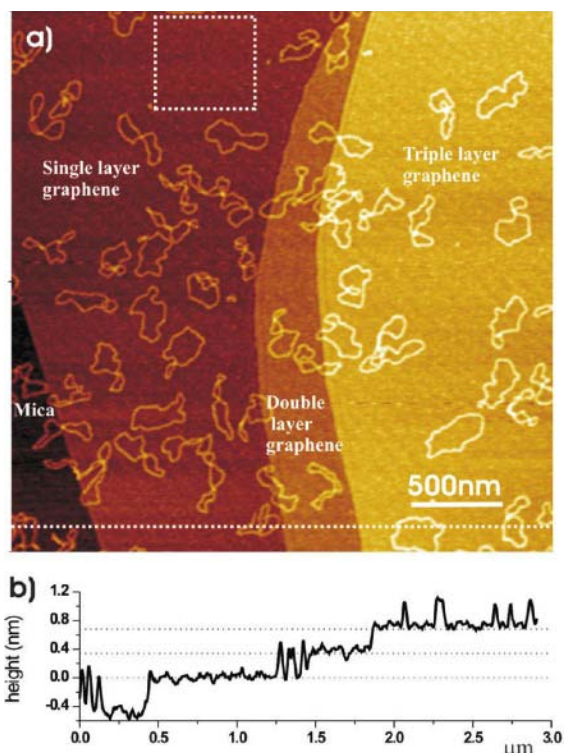 a)
Single layer
graphene
Triple layer
graphene
Mica
Double
layer
graphene
500nm
b)
1.2
0.8
0.4
0.0
-0.4
height (nm)
0.0 0.5 1.0 1.5 2.0 2.5 3.0
μm